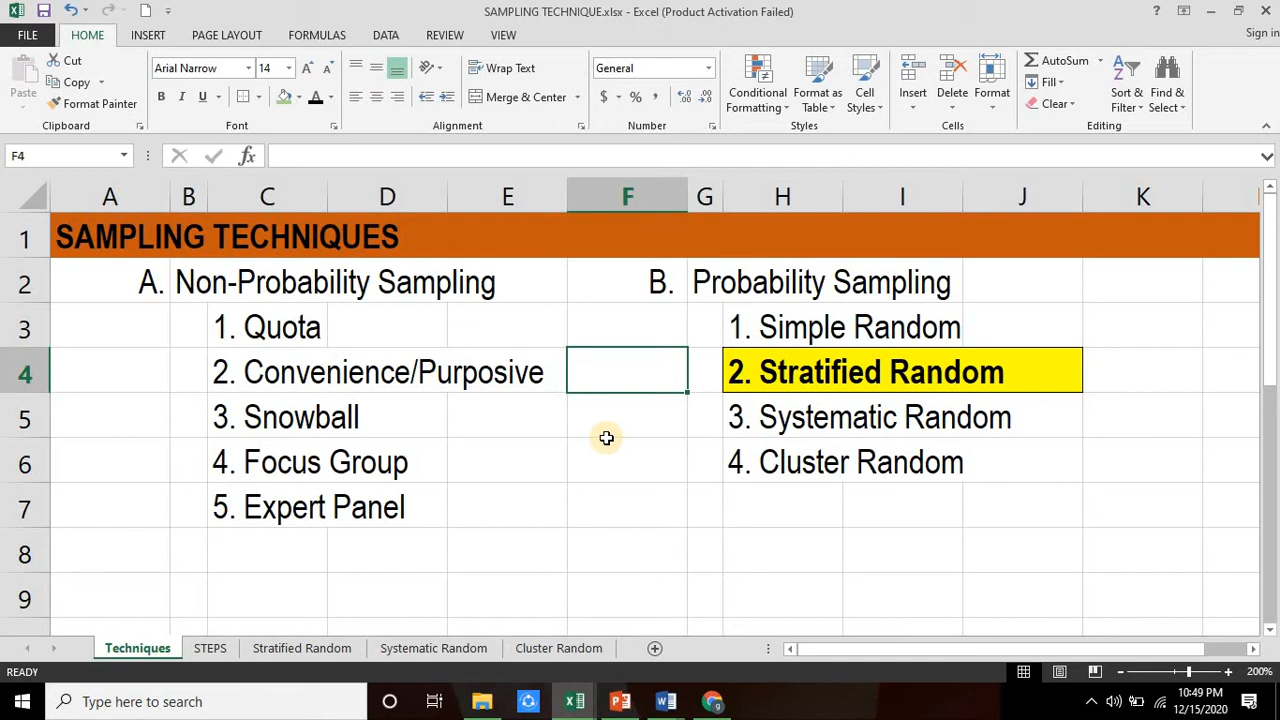 SAMPLING TECHNIQUE.xlsx - Excel (Product Activation Failed)
FILE HOME INSERT PAGE LAYOUT FORMULAS DATA REVIEW VIEW Sign in
Paste
Cut
Copy
Format Painter
Clipboard
Arial Narrow 14
B I U A
Font
Wrap Text
Merge & Center
Alignment
General
$ % ,
Number
Conditional Formatting
Format as Table
Cell Styles
Styles
Insert Delete Format
Cells
AutoSum
Fill
Clear
Sort & Filter
Find & Select
Editing
F4 fx
A B C D E F G H I J K
1 SAMPLING TECHNIQUES
2 A. Non-Probability Sampling B. Probability Sampling
3 1. Quota 1. Simple Random
4 2. Convenience/Purposive 2. Stratified Random
5 3. Snowball 3. Systematic Random
6 4. Focus Group 4. Cluster Random
7 5. Expert Panel
8
9
Techniques STEPS Stratified Random Systematic Random Cluster Random
READY 200%
Type here to search
10:49 PM
12/15/2020